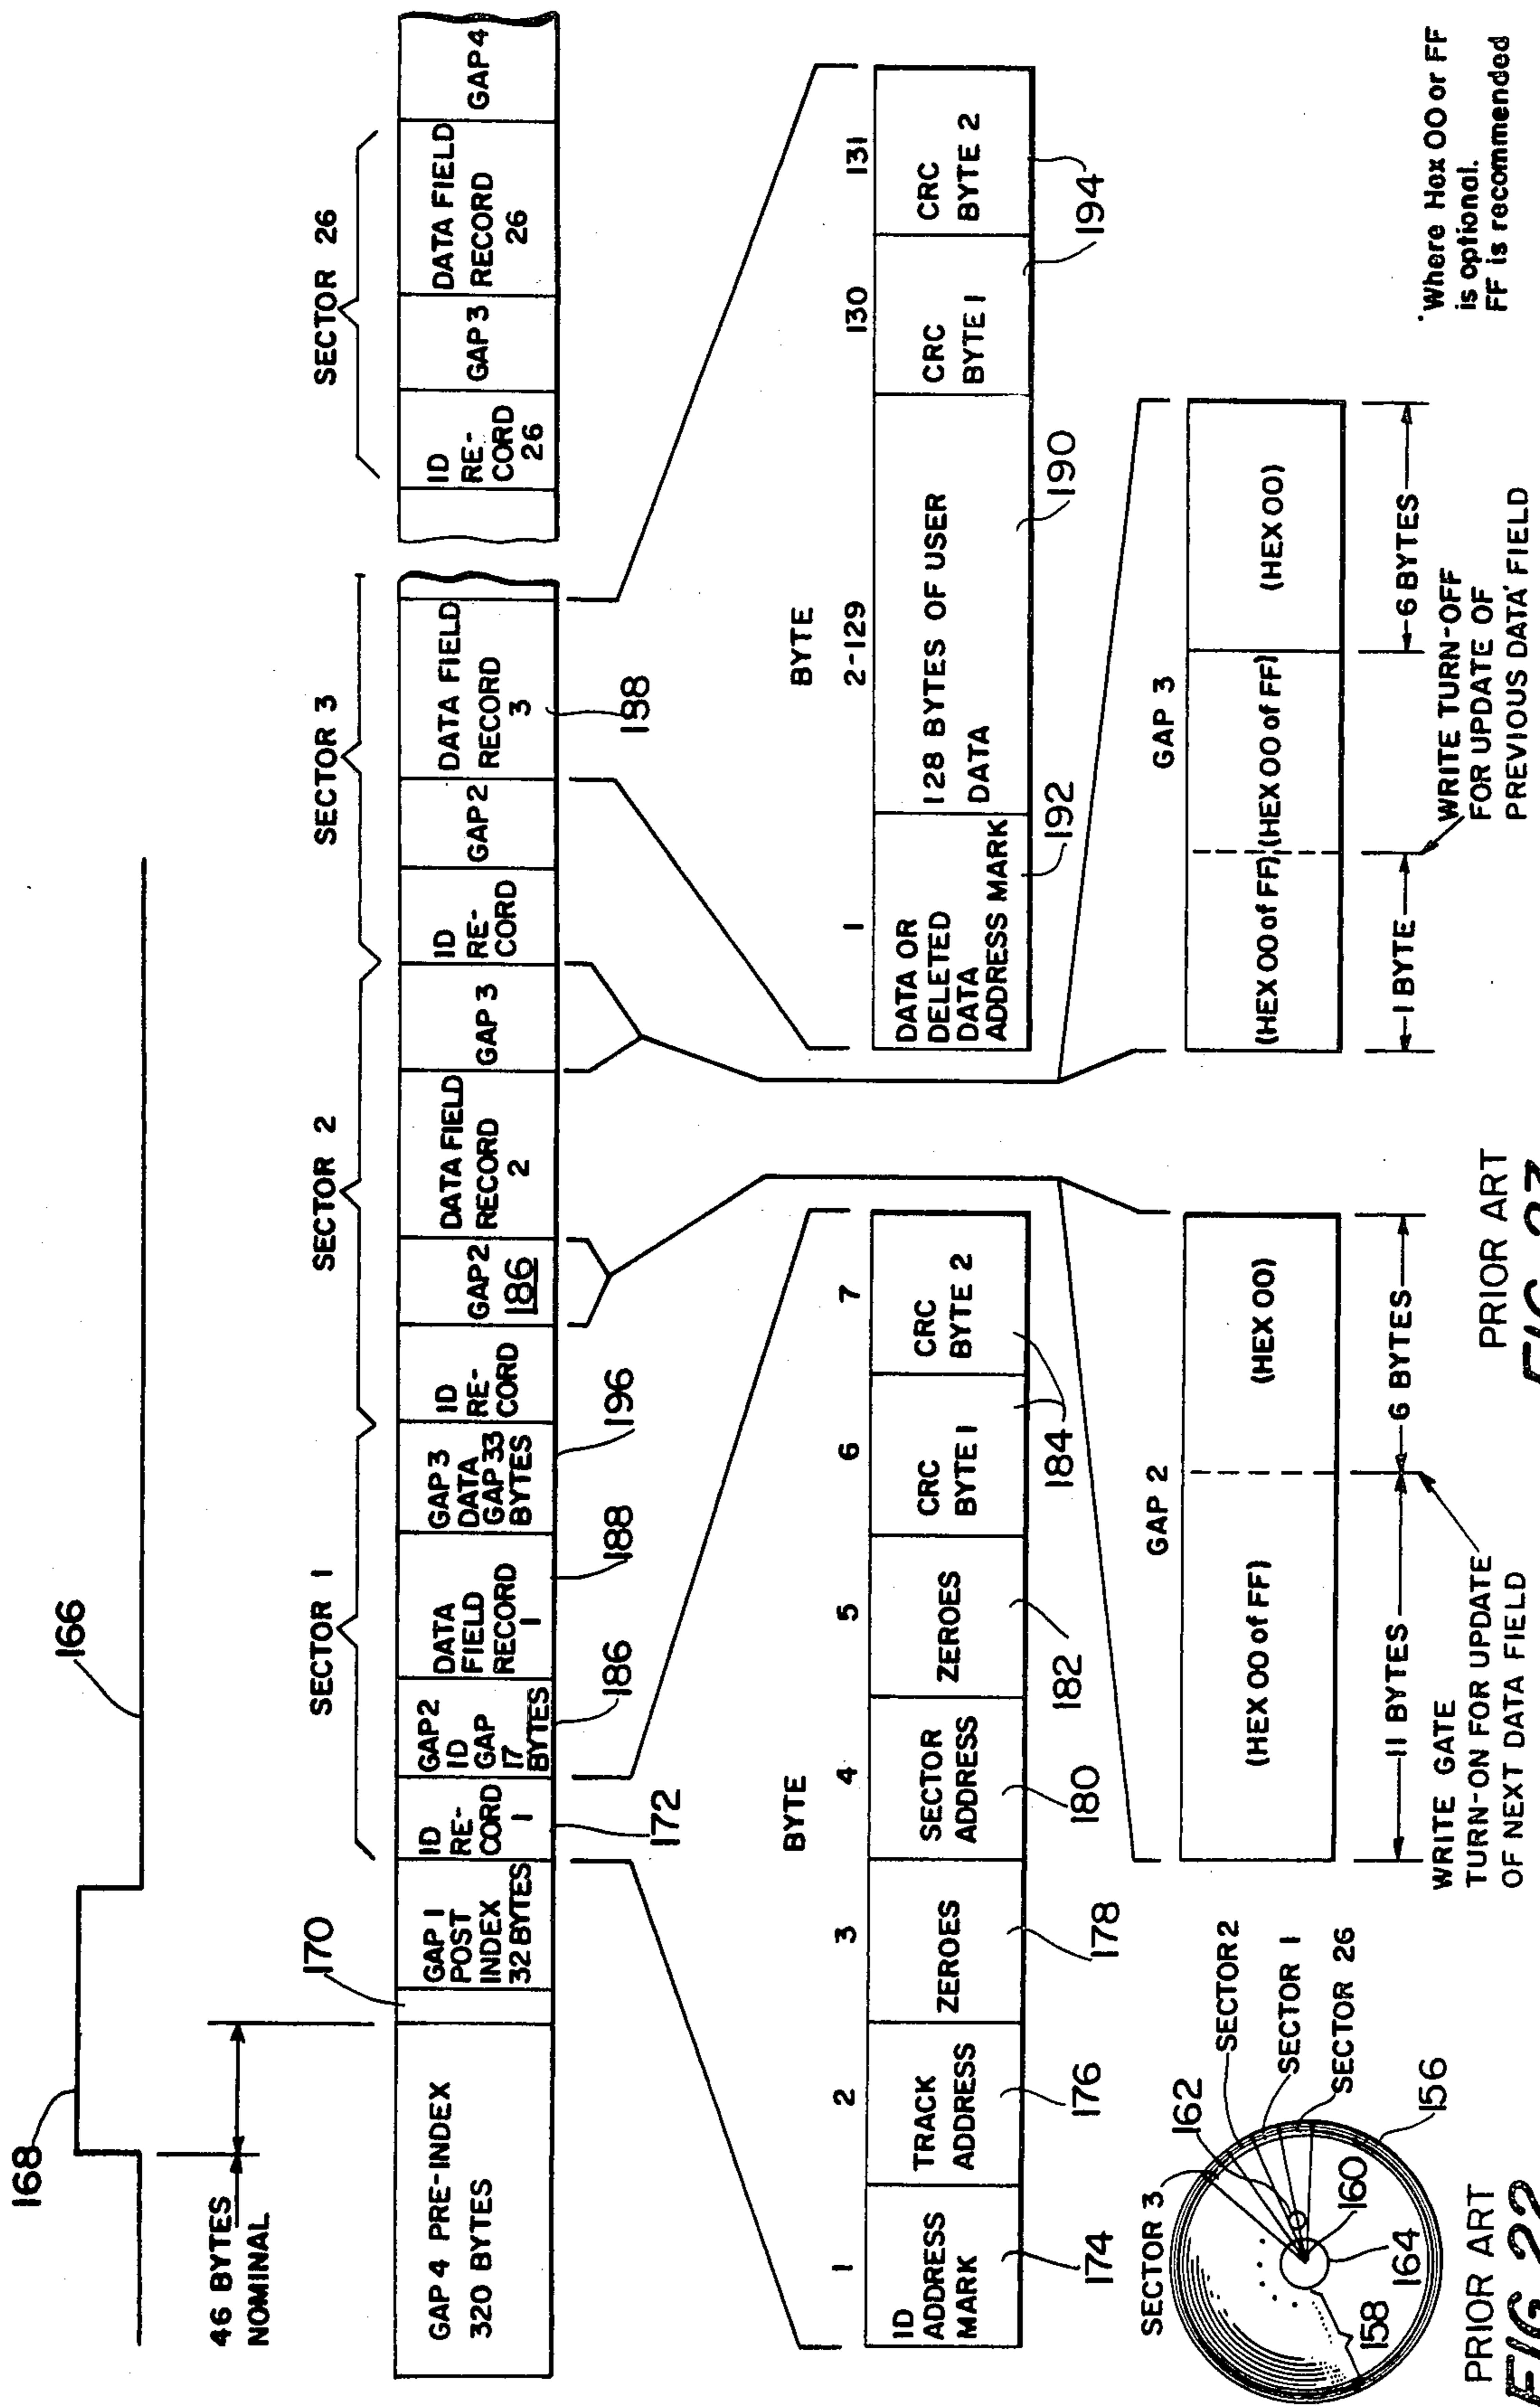 168
166
46 BYTES
NOMINAL
170
SECTOR 1
SECTOR 2
SECTOR 3
SECTOR 26
GAP 4 PRE-INDEX
320 BYTES
GAP 1
POST
INDEX
32 BYTES
ID
RE-
CORD
1
GAP2
ID
GAP
17
BYTES
DATA
FIELD
RECORD
1
GAP 3
DATA
GAP 33
BYTES
ID
RE-
CORD
GAP2
186
DATA FIELD
RECORD
2
GAP 3
ID
RE-
CORD
GAP2
DATA FIELD
RECORD
3
ID
RE-
CORD
26
GAP 3
DATA FIELD
RECORD
26
GAP4
172
186
188
196
188
BYTE
1
2
3
4
5
6
7
ID
ADDRESS
MARK
TRACK
ADDRESS
ZEROES
SECTOR
ADDRESS
ZEROES
CRC
BYTE 1
CRC
BYTE 2
174
176
178
180
182
184
BYTE
1
2-129
130
131
DATA OR
DELETED
DATA
ADDRESS MARK
128 BYTES OF USER
DATA
CRC
BYTE 1
CRC
BYTE 2
192
190
194
GAP 2
(HEX 00 of FF)
(HEX 00)
11 BYTES
6 BYTES
WRITE GATE
TURN-ON FOR UPDATE
OF NEXT DATA FIELD
GAP 3
(HEX 00 of FF)
(HEX 00 of FF)
(HEX 00)
1 BYTE
6 BYTES
WRITE TURN-OFF
FOR UPDATE OF
PREVIOUS DATA FIELD
Where Hex 00 or FF
is optional.
FF is recommended
SECTOR 3
162
SECTOR 2
SECTOR 1
SECTOR 26
156
160
164
158
PRIOR ART
FIG. 22
PRIOR ART